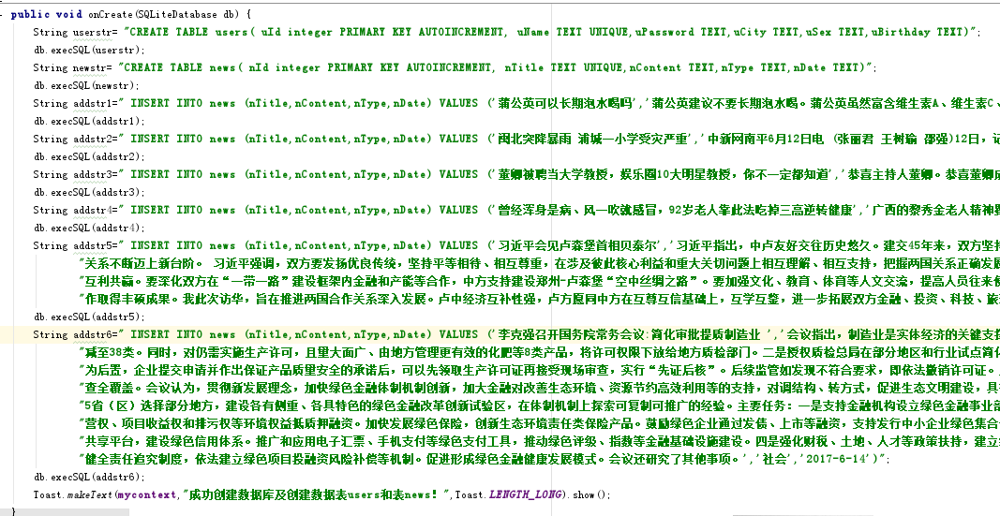 public void onCreate(SQLiteDatabase db) {
String userstr= "CREATE TABLE users( uId integer PRIMARY KEY AUTOINCREMENT, uName TEXT UNIQUE,uPassword TEXT,uCity TEXT,uSex TEXT,uBirthday TEXT)";
db.execSQL(userstr);
String newstr= "CREATE TABLE news( nId integer PRIMARY KEY AUTOINCREMENT, nTitle TEXT UNIQUE,nContent TEXT,nType TEXT,nDate TEXT)";
db.execSQL(newstr);
String addstr1= " INSERT INTO news (nTitle,nContent,nType,nDate) VALUES ('蒲公英可以长期泡水喝吗','蒲公英建议不要长期泡水喝。蒲公英虽然富含维生素A、维生素C、
db.execSQL(addstr1);
String addstr2= " INSERT INTO news (nTitle,nContent,nType,nDate) VALUES ('闽北突降暴雨 浦城一小学受灾严重','中新网南平6月12日电 (张丽君 王树瑜 邵强)12日，记
db.execSQL(addstr2);
String addstr3= " INSERT INTO news (nTitle,nContent,nType,nDate) VALUES ('董卿被聘当大学教授，娱乐圈10大明星教授，你不一定都知道','恭喜主持人董卿。恭喜董卿成
db.execSQL(addstr3);
String addstr4= " INSERT INTO news (nTitle,nContent,nType,nDate) VALUES ('曾经浑身是病、风一吹就感冒，92岁老人靠此法吃掉三高逆转健康','广西的黎秀金老人精神矍
db.execSQL(addstr4);
String addstr5= " INSERT INTO news (nTitle,nContent,nType,nDate) VALUES ('习近平会见卢森堡首相贝泰尔','习近平指出，中卢友好交往历史悠久。建交45年来，双方坚持
"关系不断迈上新台阶。 习近平强调，双方要发扬优良传统，坚持平等相待、相互尊重，在涉及彼此核心利益和重大关切问题上相互理解、相互支持，把握两国关系正确发展
"互利共赢。要深化双方在“一带一路”建设框架内金融和产能等合作，中方支持建设郑州-卢森堡“空中丝绸之路”。要加强文化、教育、体育等人文交流，提高人员往来便
"作取得丰硕成果。我此次访华，旨在推进两国合作关系深入发展。卢中经济互补性强，卢方愿同中方在互尊互信基础上，互学互鉴，进一步拓展双方金融、投资、科技、旅
db.execSQL(addstr5);
String addstr6= " INSERT INTO news (nTitle,nContent,nType,nDate) VALUES ('李克强召开国务院常务会议:简化审批提质制造业 ','会议指出，制造业是实体经济的关键支撑
"减至38类。同时，对仍需实施生产许可，且量大面广、由地方管理更有效的化肥等8类产品，将许可权限下放给地方质检部门。二是授权质检总局在部分地区和行业试点简化
"为后置，企业提交申请并作出保证产品质量安全的承诺后，可以先领取生产许可证再接受现场审查，实行“先证后核”。后续监管如发现不符合要求，即依法撤销许可证。
"查全覆盖。会议认为，贯彻新发展理念，加快绿色金融体制机制创新，加大金融对改善生态环境、资源节约高效利用等的支持，对调结构、转方式，促进生态文明建设，具
"5省（区）选择部分地方，建设各有侧重、各具特色的绿色金融改革创新试验区，在体制机制上探索可复制可推广的经验。主要任务：一是支持金融机构设立绿色金融事业部
"营权、项目收益权和排污权等环境权益抵质押融资。加快发展绿色保险，创新生态环境责任类保险产品。鼓励绿色企业通过发债、上市等融资，支持发行中小企业绿色集合
"共享平台，建设绿色信用体系。推广和应用电子汇票、手机支付等绿色支付工具，推动绿色评级、指数等金融基础设施建设。四是强化财税、土地、人才等政策扶持，建立绿
"健全责任追究制度，依法建立绿色项目投融资风险补偿等机制。促进形成绿色金融健康发展模式。会议还研究了其他事项。','社会','2017-6-14')";
db.execSQL(addstr6);
Toast.makeText(mycontext,"成功创建数据库及创建数据表users和表news！",Toast.LENGTH_LONG).show();
}